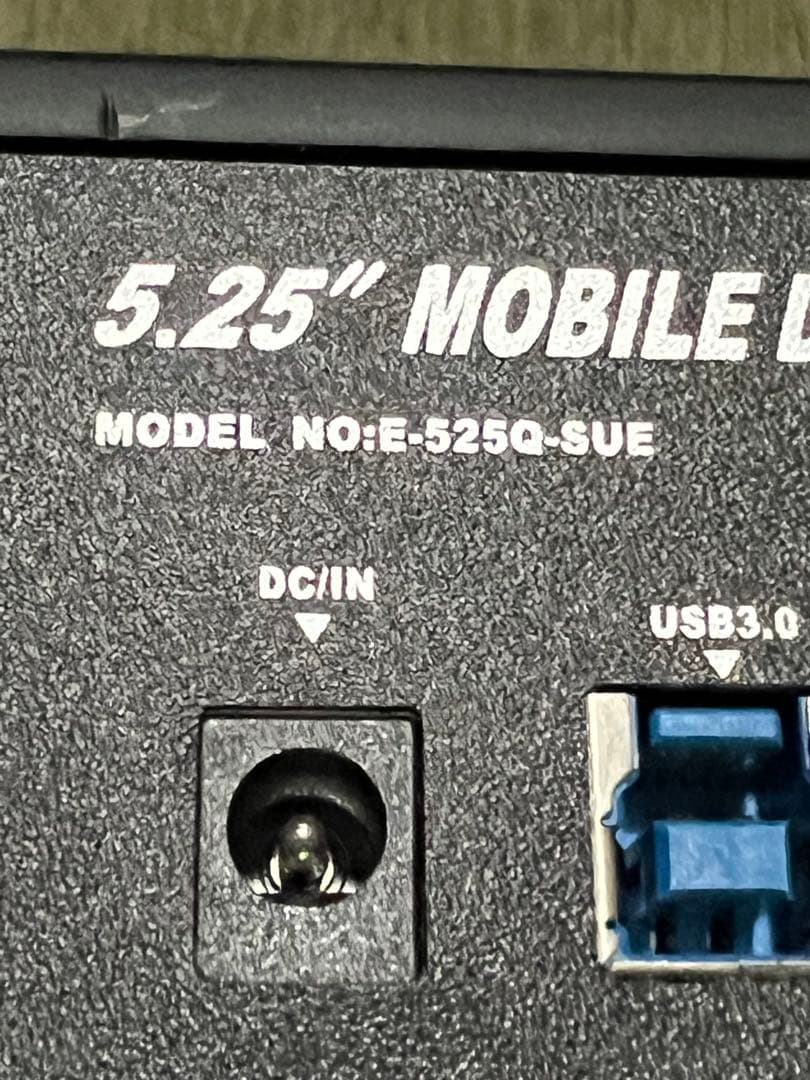 5.25" MOBILE
MODEL NO:E-525Q-SUE
DC/IN
USB3.0